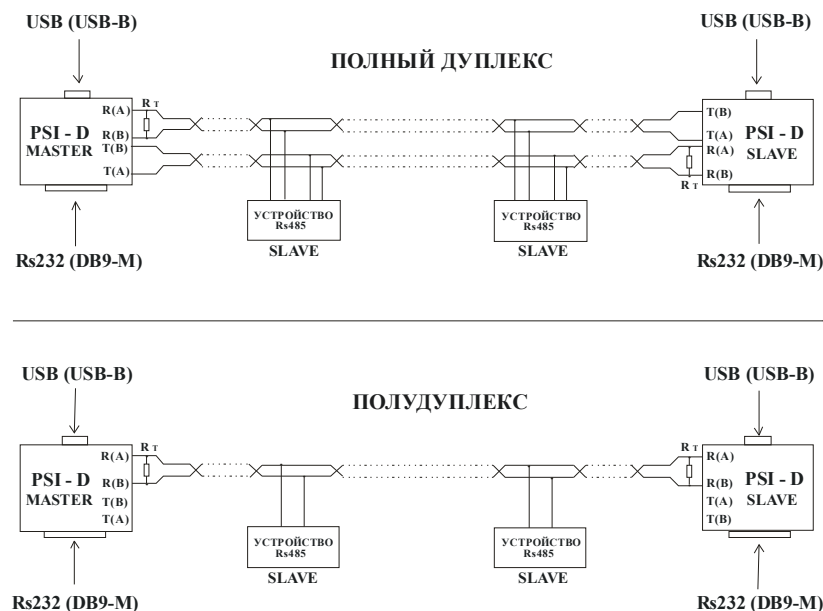 USB (USB-B)
USB (USB-B)
ПОЛНЫЙ ДУПЛЕКС
PSI - D
MASTER
R(A)
R(B)
T(B)
T(A)
R T
T(B)
T(A)
R(A)
R(B)
R T
PSI - D
SLAVE
УСТРОЙСТВО
Rs485
SLAVE
УСТРОЙСТВО
Rs485
SLAVE
Rs232 (DB9-M)
Rs232 (DB9-M)
USB (USB-B)
USB (USB-B)
ПОЛУДУПЛЕКС
PSI - D
MASTER
R(A)
R(B)
T(B)
T(A)
R T
R T
R(A)
R(B)
T(A)
T(B)
PSI - D
SLAVE
УСТРОЙСТВО
Rs485
SLAVE
УСТРОЙСТВО
Rs485
SLAVE
Rs232 (DB9-M)
Rs232 (DB9-M)